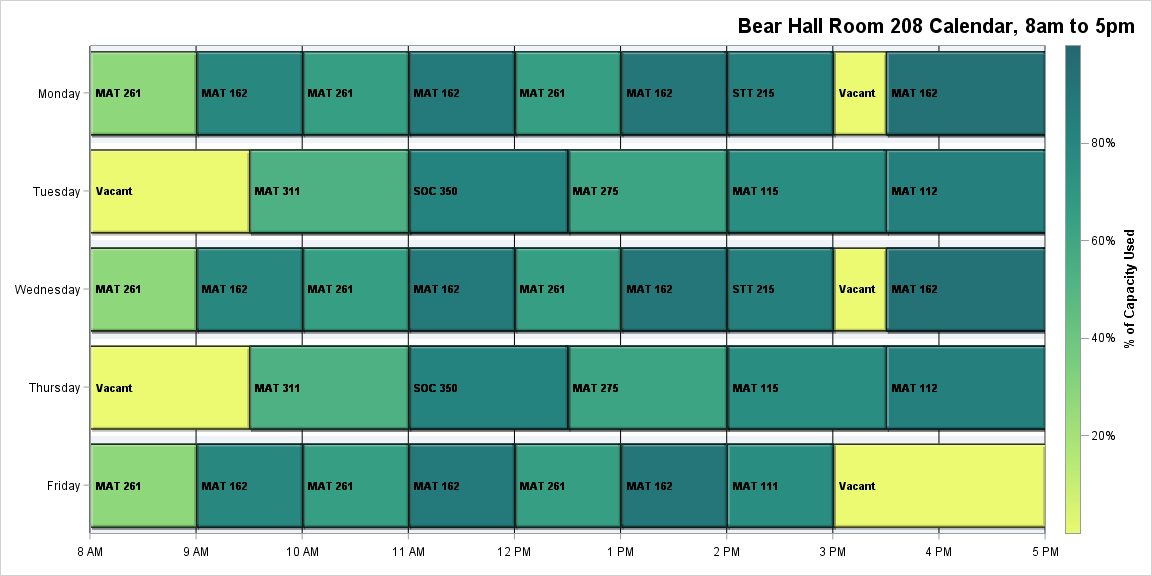 Bear Hall Room 208 Calendar, 8am to 5pm
Monday
MAT 261 MAT 162 MAT 261 MAT 162 MAT 261 MAT 162 STT 215 Vacant MAT 162
Tuesday
Vacant MAT 311 SOC 350 MAT 275 MAT 115 MAT 112
Wednesday
MAT 261 MAT 162 MAT 261 MAT 162 MAT 261 MAT 162 STT 215 Vacant MAT 162
Thursday
Vacant MAT 311 SOC 350 MAT 275 MAT 115 MAT 112
Friday
MAT 261 MAT 162 MAT 261 MAT 162 MAT 261 MAT 162 MAT 111 Vacant
8 AM 9 AM 10 AM 11 AM 12 PM 1 PM 2 PM 3 PM 4 PM 5 PM
80%
60%
40%
20%
% of Capacity Used